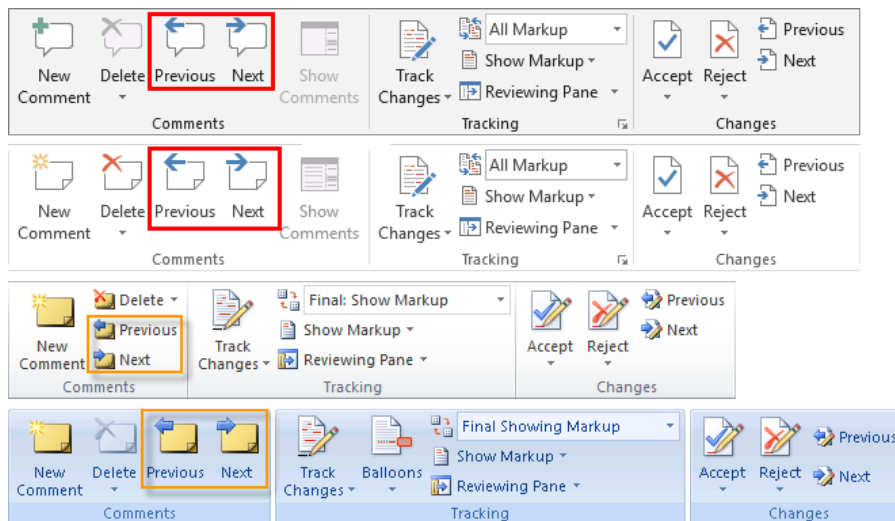 New Comment
Delete
Previous
Next
Show Comments
Comments
Track Changes
All Markup
Show Markup
Reviewing Pane
Tracking
Accept
Reject
Previous
Next
Changes
New Comment
Delete
Previous
Next
Show Comments
Comments
Track Changes
All Markup
Show Markup
Reviewing Pane
Tracking
Accept
Reject
Previous
Next
Changes
New Comment
Delete
Previous
Next
Comments
Track Changes
Final: Show Markup
Show Markup
Reviewing Pane
Tracking
Accept
Reject
Previous
Next
Changes
New Comment
Delete
Previous
Next
Comments
Track Changes
Balloons
Final Showing Markup
Show Markup
Reviewing Pane
Tracking
Accept
Reject
Previous
Next
Changes